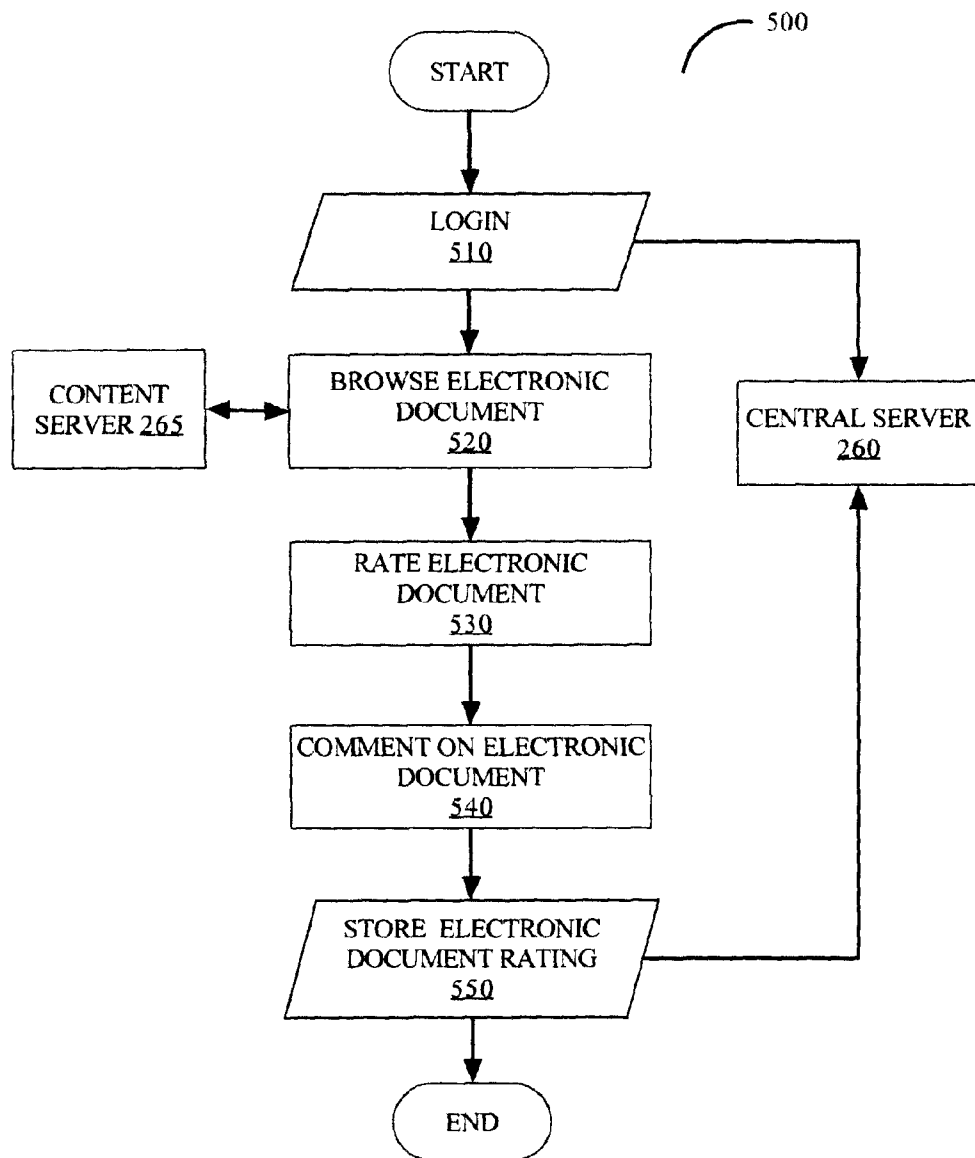 500
START
LOGIN
510
BROWSE ELECTRONIC
DOCUMENT
520
CONTENT
SERVER 265
CENTRAL SERVER
260
RATE ELECTRONIC
DOCUMENT
530
COMMENT ON ELECTRONIC
DOCUMENT
540
STORE ELECTRONIC
DOCUMENT RATING
550
END